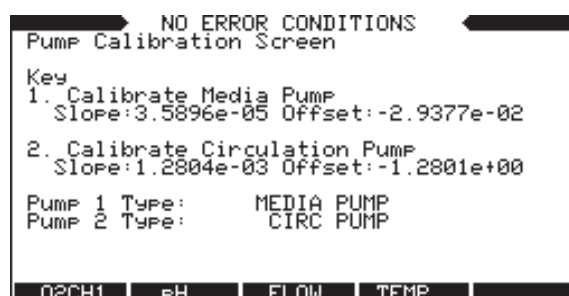 NO ERROR CONDITIONS
Pump Calibration Screen
Key
1. Calibrate Media Pump
Slope:3.5896e-05 Offset:-2.9377e-02
2. Calibrate Circulation Pump
Slope:1.2804e-03 Offset:-1.2801e+00
Pump 1 Type: MEDIA PUMP
Pump 2 Type: CIRC PUMP
O2CH1 pH FLOW TEMP